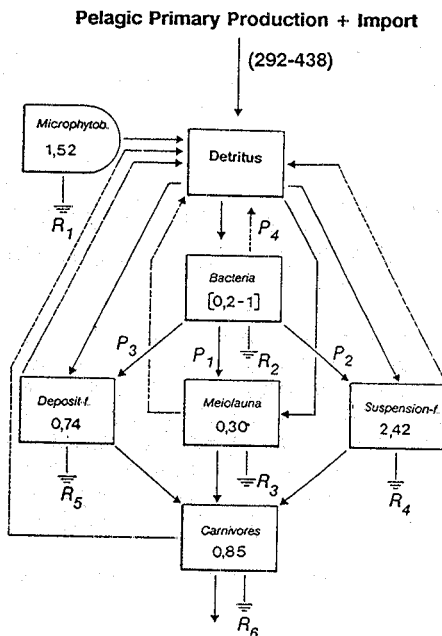 Pelagic Primary Production + Import
(292-438)
Microphytob.
1,52
Detritus
R1
P4
Bacteria
[0,2-1]
P3
P1
R2
P2
Deposit-f.
0,74
Meiofauna
0,30
Suspension-f.
2,42
R5
R3
R4
Carnivores
0,85
R6